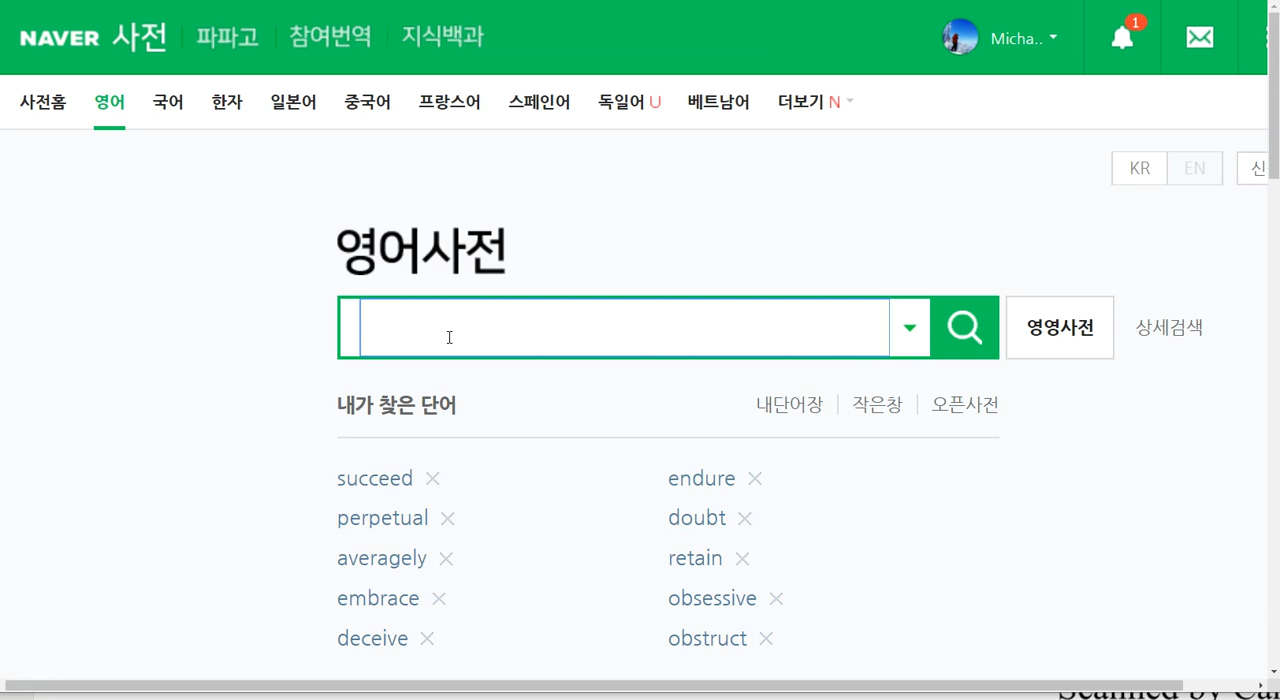 NAVER 사전 파파고 참여번역 지식백과 Micha.. 1
사전홈 영어 국어 한자 일본어 중국어 프랑스어 스페인어 독일어 U 베트남어 더보기 N
KR EN 신
영어사전
영영사전 상세검색
내가 찾은 단어 내단어장 작은창 오픈사전
succeed endure
perpetual doubt
averagely retain
embrace obsessive
deceive obstruct
Scanned by